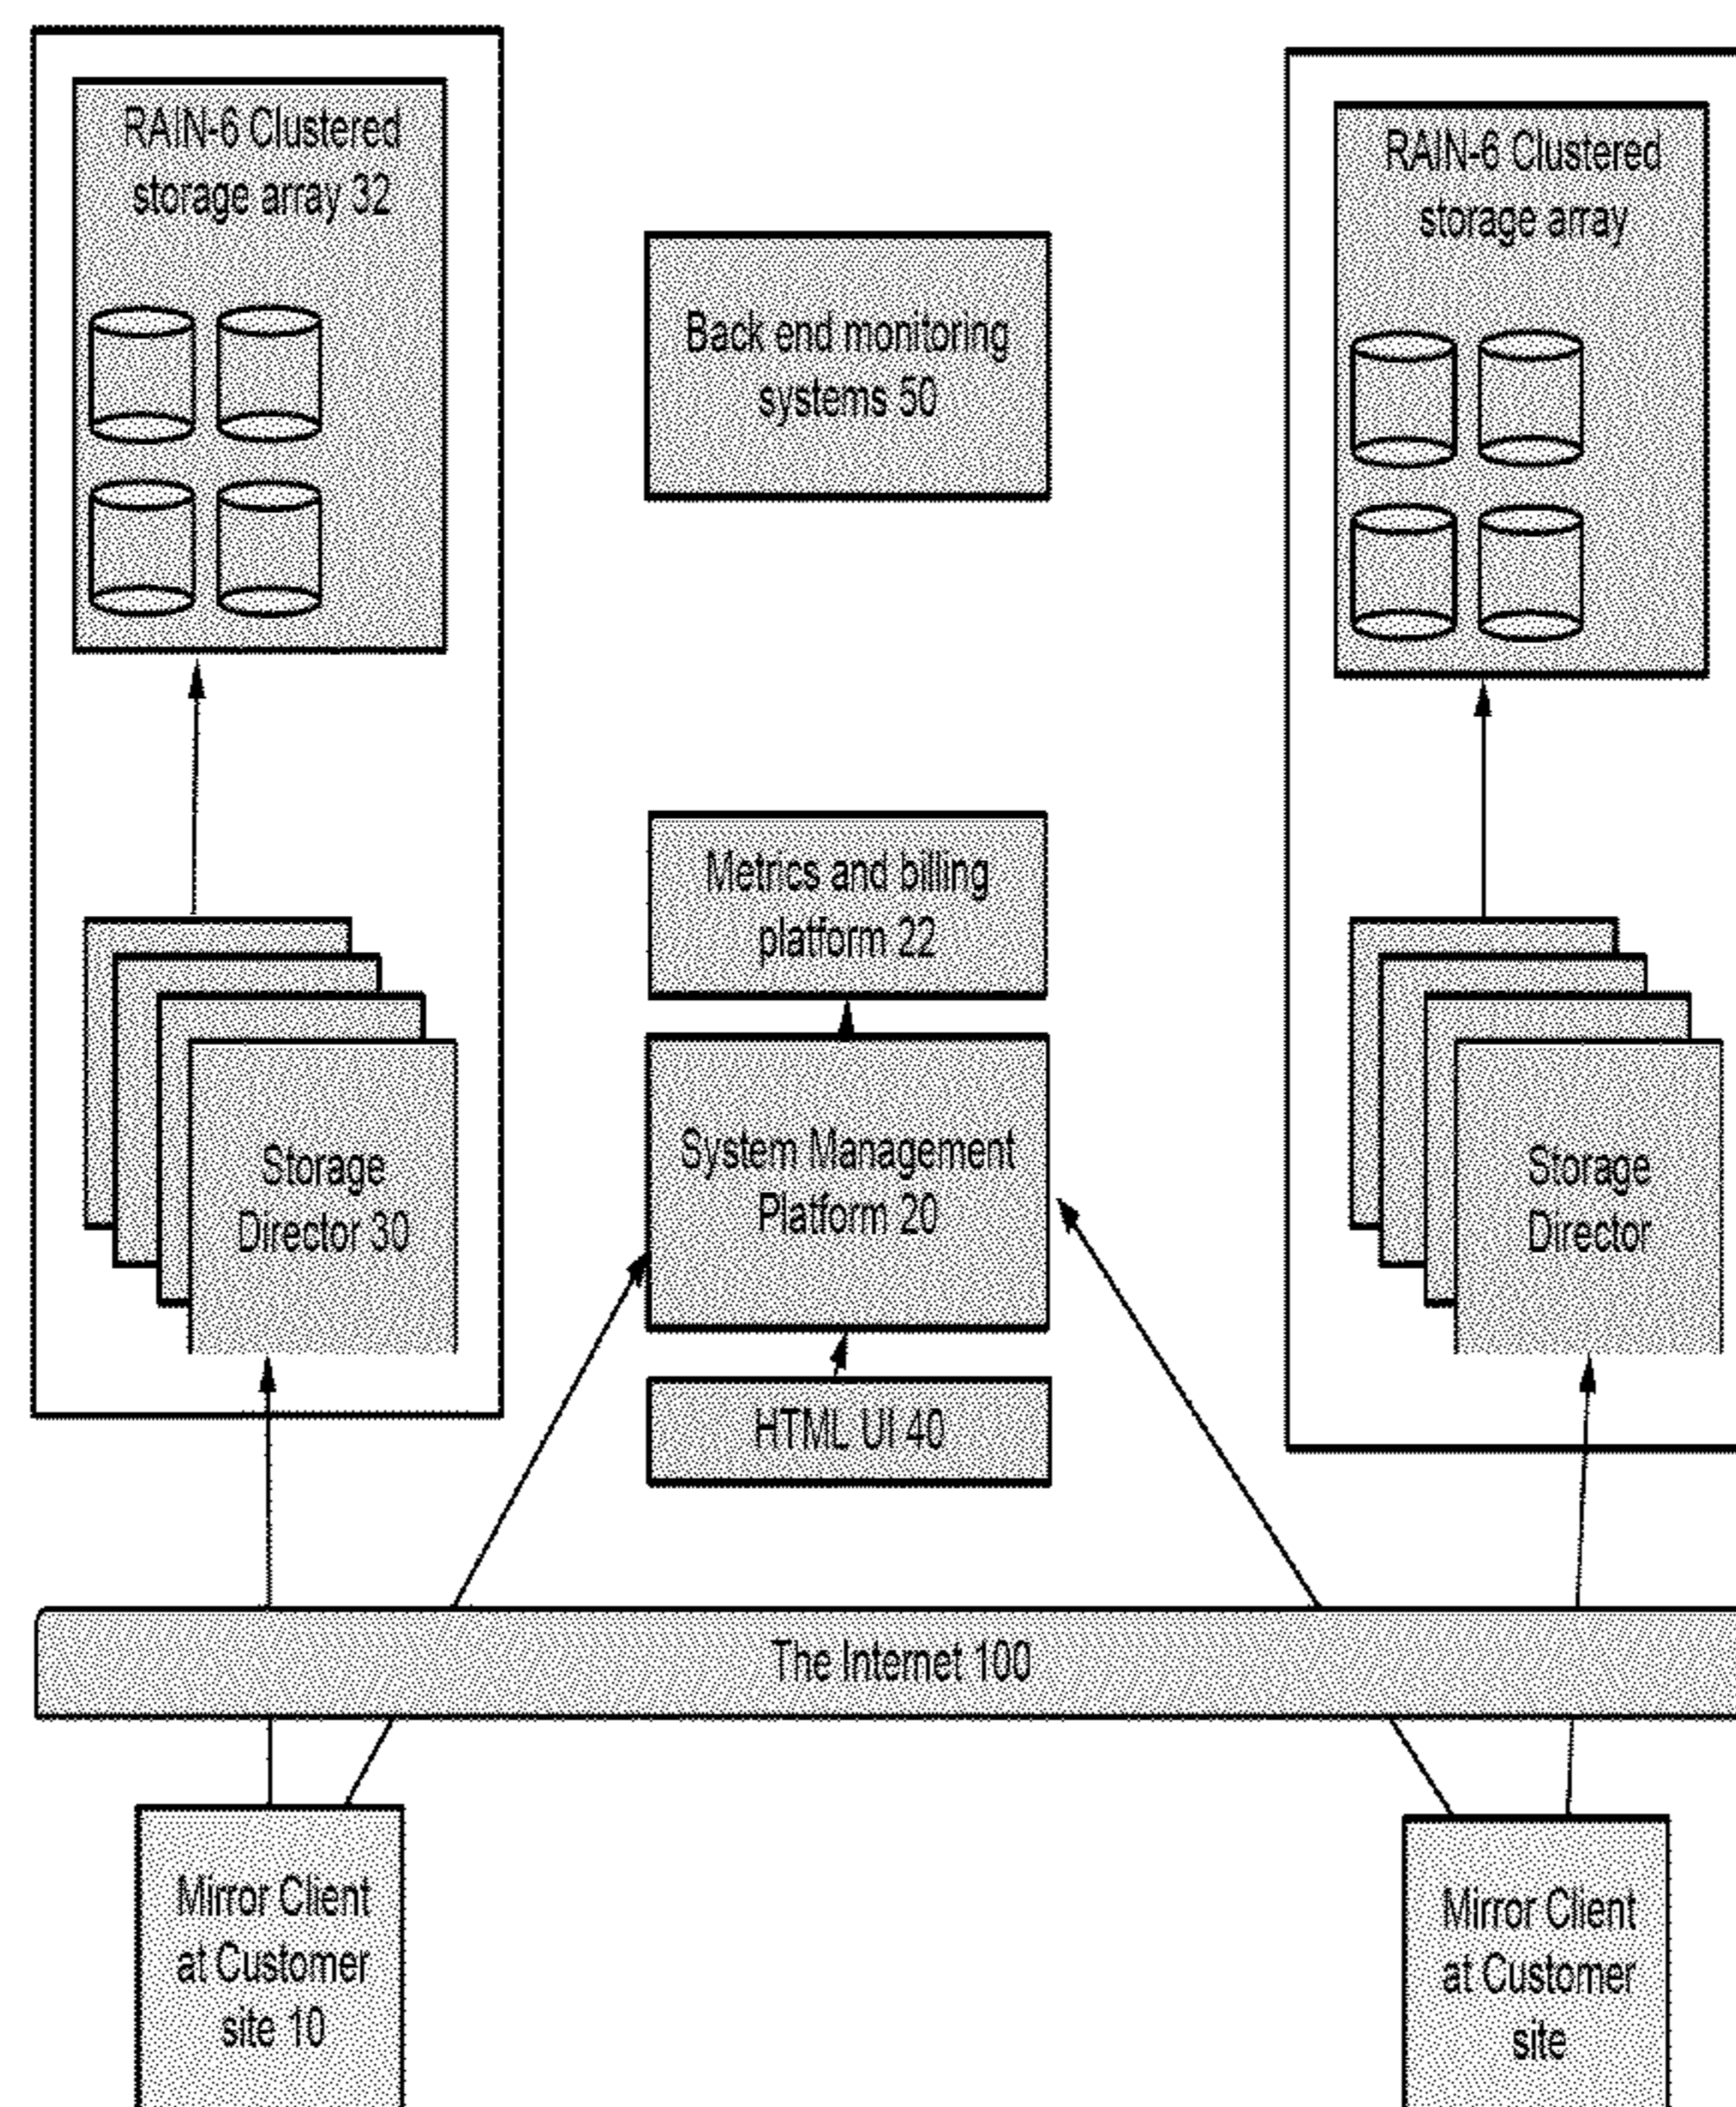 RAIN-6 Clustered
storage array 32
RAIN-6 Clustered
storage array
Back end monitoring
systems 50
Metrics and billing
platform 22
System Management
Platform 20
Storage
Director 30
Storage
Director
HTML UI 40
The Internet 100
Mirror Client
at Customer
site 10
Mirror Client
at Customer
site